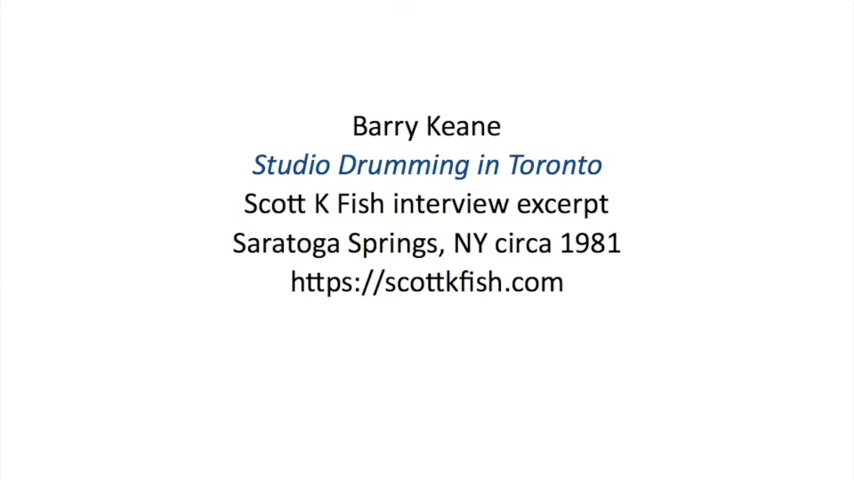 Barry Keane
Studio Drumming in Toronto
Scott K Fish interview excerpt
Saratoga Springs, NY circa 1981
https://scottkfish.com